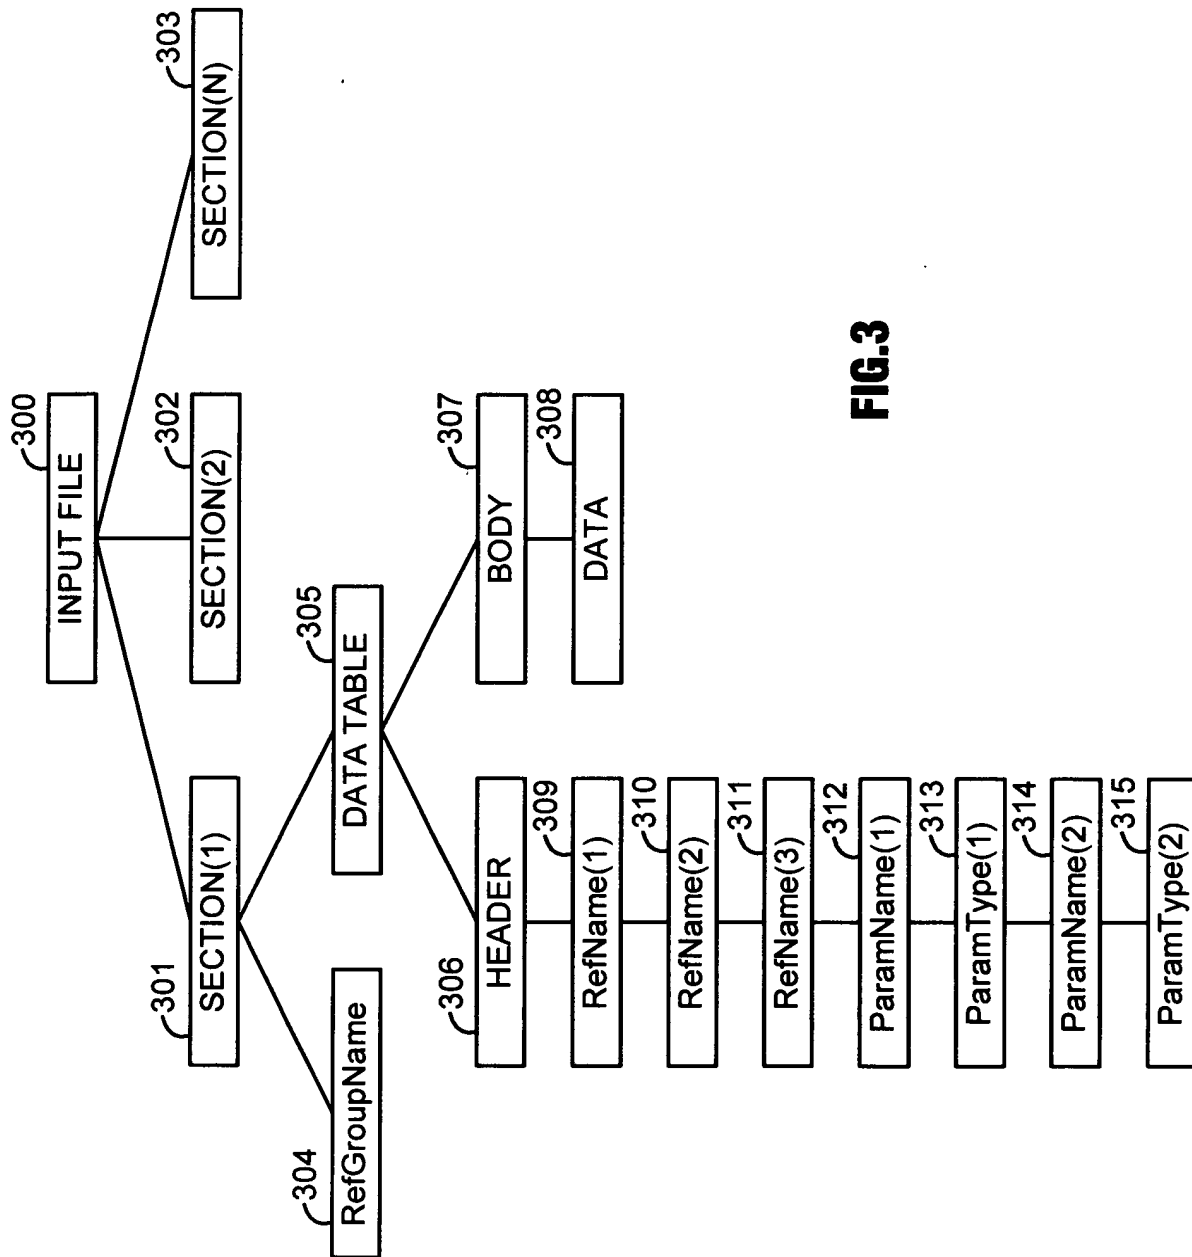 300
INPUT FILE
301
SECTION(1)
302
SECTION(2)
303
SECTION(N)
304
RefGroupName
305
DATA TABLE
306
HEADER
307
BODY
309
RefName(1)
308
DATA
310
RefName(2)
311
RefName(3)
312
ParamName(1)
313
ParamType(1)
314
ParamName(2)
315
ParamType(2)
FIG.3